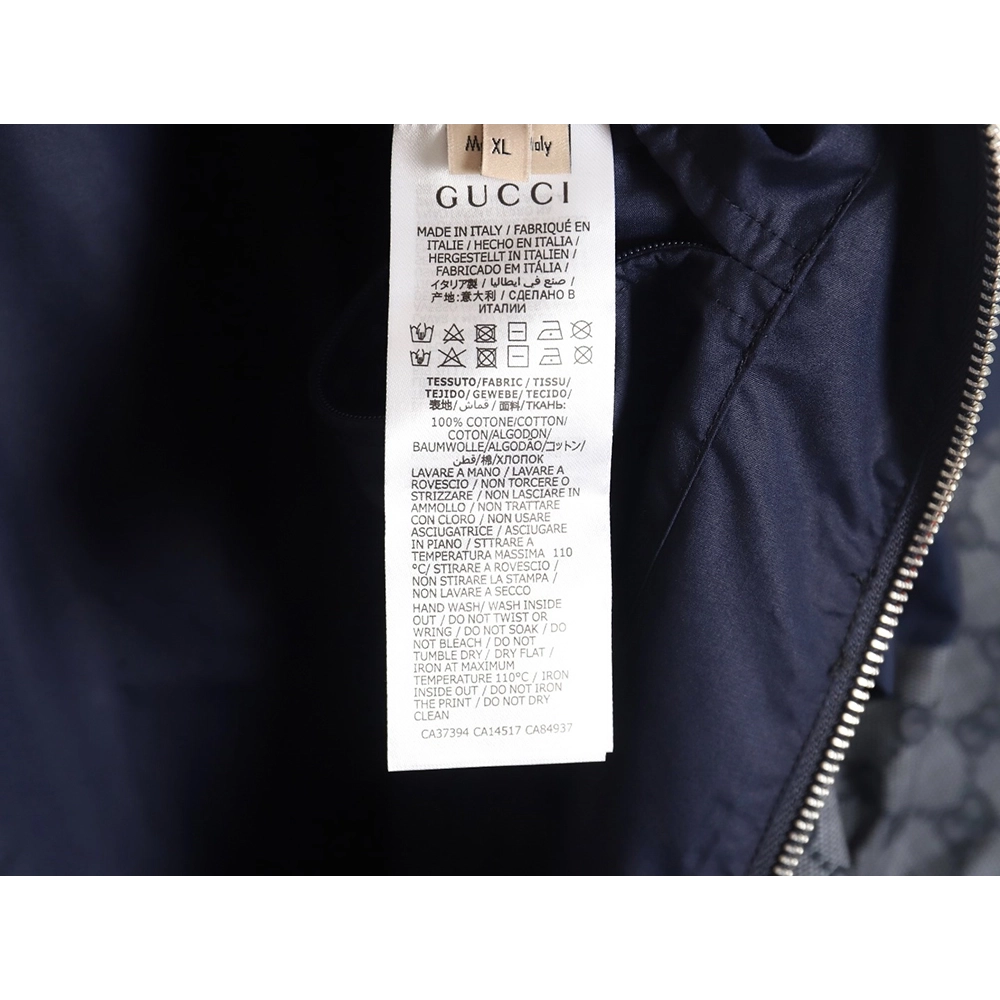 XL
GUCCI
MADE IN ITALY / FABRIQUÉ EN
ITALIE / HECHO EN ITALIA /
HERGESTELLT IN ITALIEN /
FABRICADO EM ITÁLIA /
イタリア製 / صنع في ايطاليا /
产地:意大利 / СДЕЛАНО В
ИТАЛИИ
TESSUTO/FABRIC / TISSU/
TEJIDO/ GEWEBE/ TECIDO/
表地/ قماش/ 面料/ТКАНЬ:
100% COTONE/COTTON/
COTON/ALGODON/
BAUMWOLLE/ALGODÃO/コットン/
قطن/棉/ХЛОПОК
LAVARE A MANO / LAVARE A
ROVESCIO / NON TORCERE O
STRIZZARE / NON LASCIARE IN
AMMOLLO / NON TRATTARE
CON CLORO / NON USARE
ASCIUGATRICE / ASCIUGARE
IN PIANO / STTRARE A
TEMPERATURA MASSIMA 110
°C/ STIRARE A ROVESCIO /
NON STIRARE LA STAMPA /
NON LAVARE A SECCO
HAND WASH/ WASH INSIDE
OUT / DO NOT TWIST OR
WRING / DO NOT SOAK / DO
NOT BLEACH / DO NOT
TUMBLE DRY / DRY FLAT /
IRON AT MAXIMUM
TEMPERATURE 110°C / IRON
INSIDE OUT / DO NOT IRON
THE PRINT / DO NOT DRY
CLEAN
CA37394 CA14517 CA84937